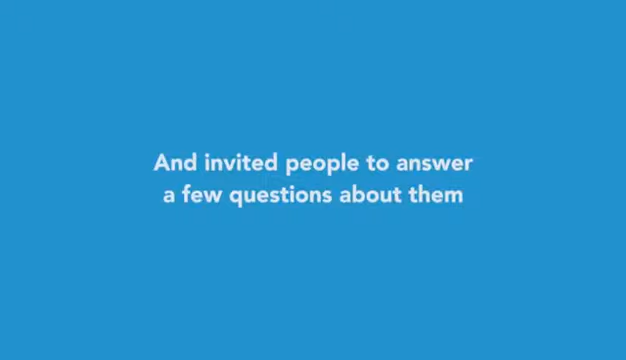 And invited people to answer
a few questions about them